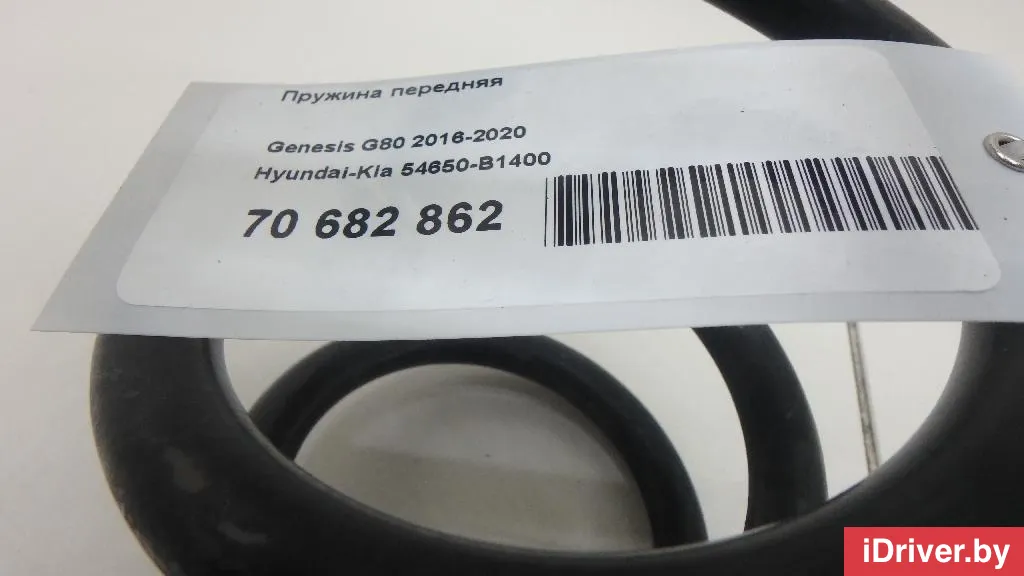 Пружина передняя
Genesis G80 2016-2020
Hyundai-Kia 54650-B1400
70 682 862
iDriver.by